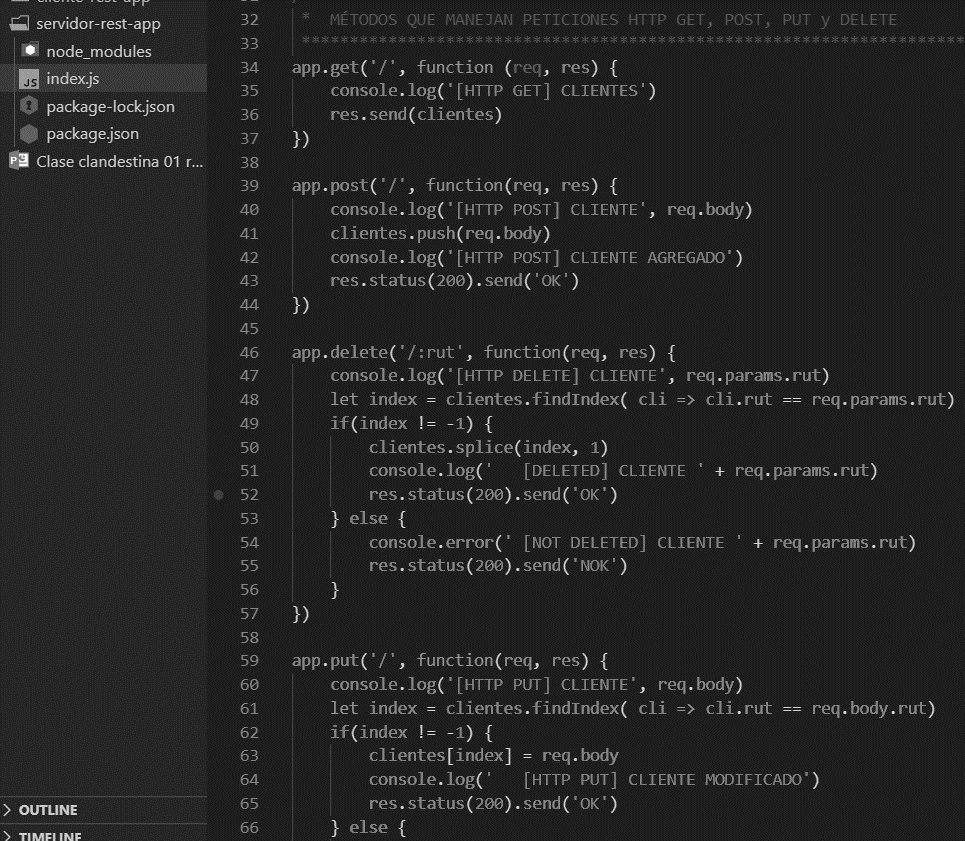 servidor-rest-app
node_modules
index.js
package-lock.json
package.json
Clase clandestina 01 r...
OUTLINE
TIMELINE
32 * MÉTODOS QUE MANEJAN PETICIONES HTTP GET, POST, PUT y DELETE
33 **********************************************************************
34 app.get('/', function (req, res) {
35 console.log('[HTTP GET] CLIENTES')
36 res.send(clientes)
37 })
38
39 app.post('/', function(req, res) {
40 console.log('[HTTP POST] CLIENTE', req.body)
41 clientes.push(req.body)
42 console.log('[HTTP POST] CLIENTE AGREGADO')
43 res.status(200).send('OK')
44 })
45
46 app.delete('/:rut', function(req, res) {
47 console.log('[HTTP DELETE] CLIENTE', req.params.rut)
48 let index = clientes.findIndex( cli => cli.rut == req.params.rut)
49 if(index != -1) {
50 clientes.splice(index, 1)
51 console.log('   [DELETED] CLIENTE ' + req.params.rut)
52 res.status(200).send('OK')
53 } else {
54 console.error(' [NOT DELETED] CLIENTE ' + req.params.rut)
55 res.status(200).send('NOK')
56 }
57 })
58
59 app.put('/', function(req, res) {
60 console.log('[HTTP PUT] CLIENTE', req.body)
61 let index = clientes.findIndex( cli => cli.rut == req.body.rut)
62 if(index != -1) {
63 clientes[index] = req.body
64 console.log('   [HTTP PUT] CLIENTE MODIFICADO')
65 res.status(200).send('OK')
66 } else {